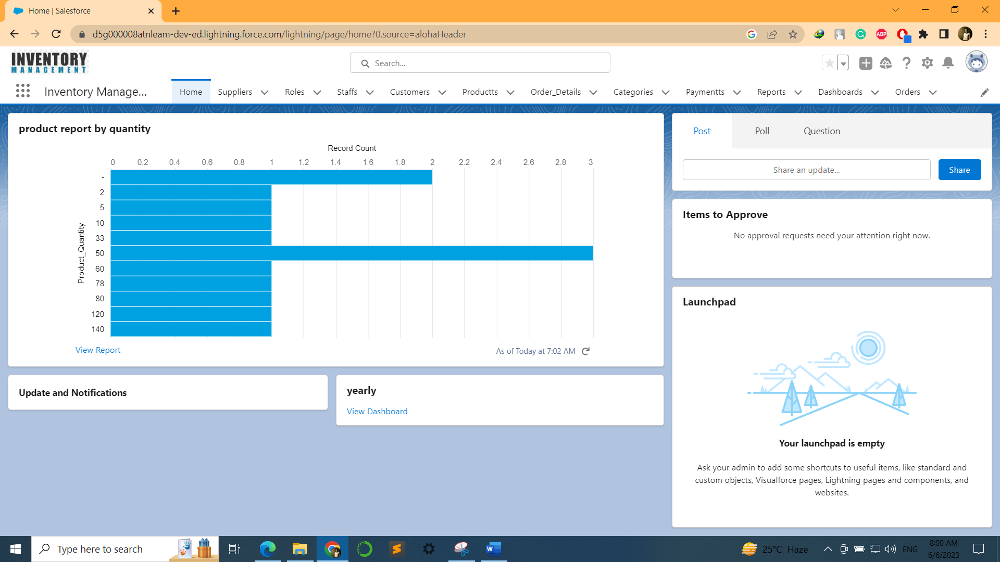 Home | Salesforce
d5g000008atnleam-dev-ed.lightning.force.com/lightning/page/home?0.source=alohaHeader
ABP
INVENTORY
MANAGEMENT
Search...
Inventory Manage...
Home
Suppliers
Roles
Staffs
Customers
Productts
Order_Details
Categories
Paymentts
Reports
Dashboards
Orders
product report by quantity
Record Count
0 0.2 0.4 0.6 0.8 1 1.2 1.4 1.6 1.8 2 2.2 2.4 2.6 2.8 3
Product_Quantity
-
2
5
10
33
50
60
78
80
120
140
View Report
As of Today at 7:02 AM
Update and Notifications
yearly
View Dashboard
Post
Poll
Question
Share an update...
Share
Items to Approve
No approval requests need your attention right now.
Launchpad
Your launchpad is empty
Ask your admin to add some shortcuts to useful items, like standard and
custom objects, Visualforce pages, Lightning pages and components, and
websites.
Type here to search
25°C Haze
ENG
8:00 AM
6/6/2023